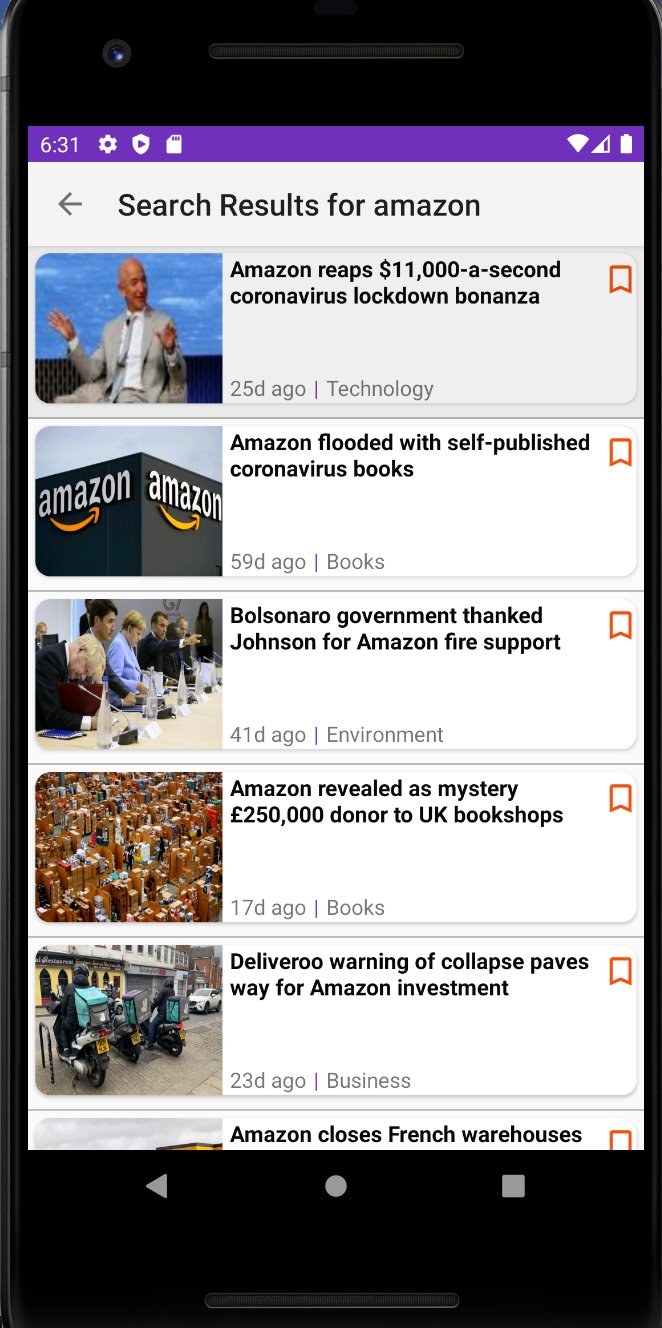 6:31
Search Results for amazon
Amazon reaps $11,000-a-second
coronavirus lockdown bonanza
25d ago | Technology
Amazon flooded with self-published
coronavirus books
59d ago | Books
amazon amazon
Bolsonaro government thanked
Johnson for Amazon fire support
41d ago | Environment
Amazon revealed as mystery
£250,000 donor to UK bookshops
17d ago | Books
Deliveroo warning of collapse paves
way for Amazon investment
23d ago | Business
Amazon closes French warehouses